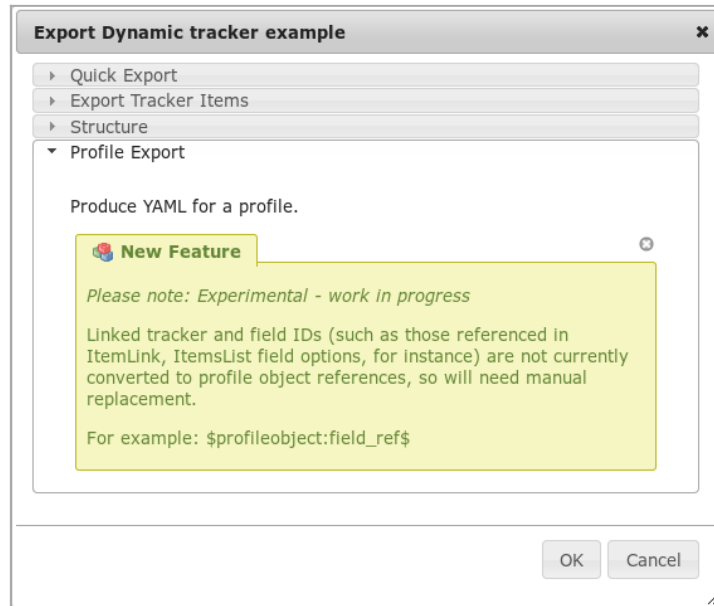 Export Dynamic tracker example
Quick Export
Export Tracker Items
Structure
Profile Export
Produce YAML for a profile.
New Feature
Please note: Experimental - work in progress
Linked tracker and field IDs (such as those referenced in
ItemLink, ItemsList field options, for instance) are not currently
converted to profile object references, so will need manual
replacement.
For example: $profileobject:field_ref$
OK
Cancel